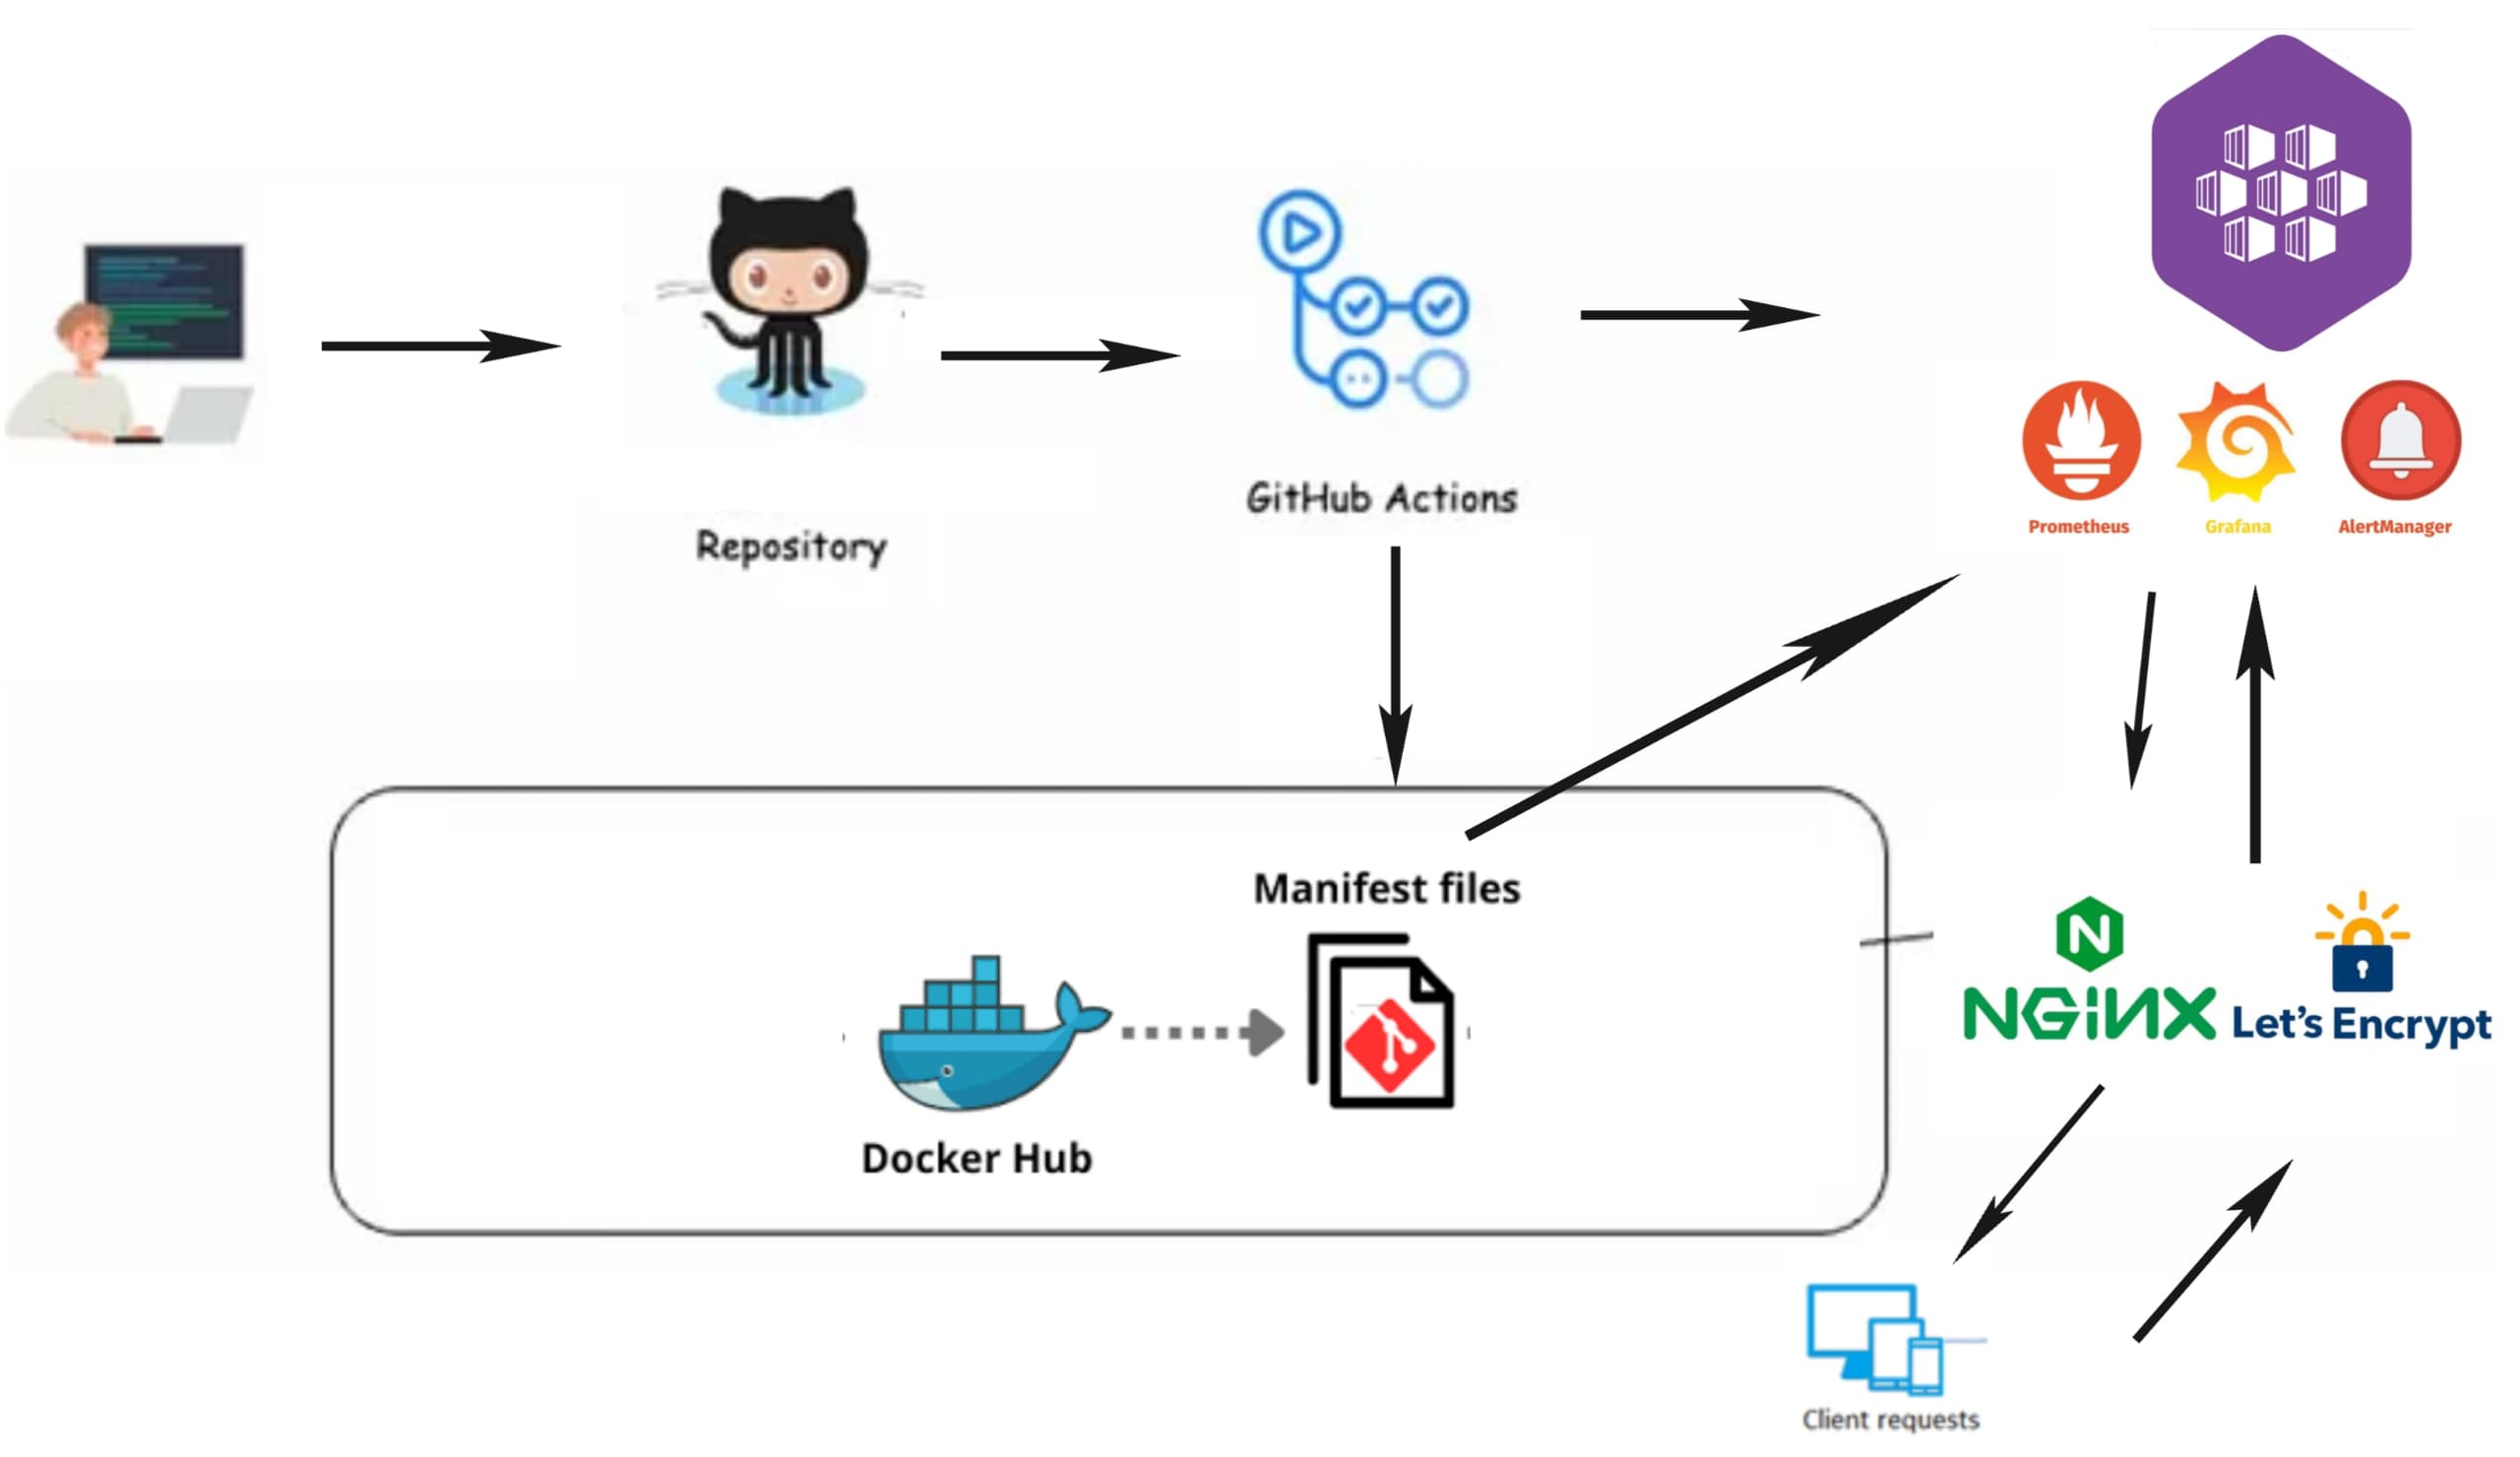 Repository
GitHub Actions
Prometheus
Grafana
AlertManager
Manifest files
Docker Hub
N
NGINX
Let's Encrypt
Client requests